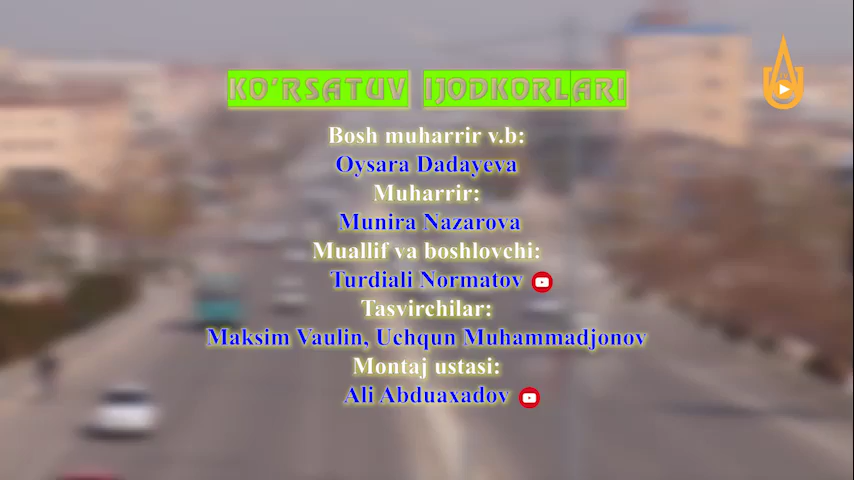 KO'RSATUV IJODKORLARI
Bosh muharrir v.b:
Oysara Dadayeva
Muharrir:
Munira Nazarova
Muallif va boshlovchi:
Turdiali Normatov
Tasvirchilar:
Maksim Vaulin, Uchqun Muhammadjonov
Montaj ustasi:
Ali Abduaxadov